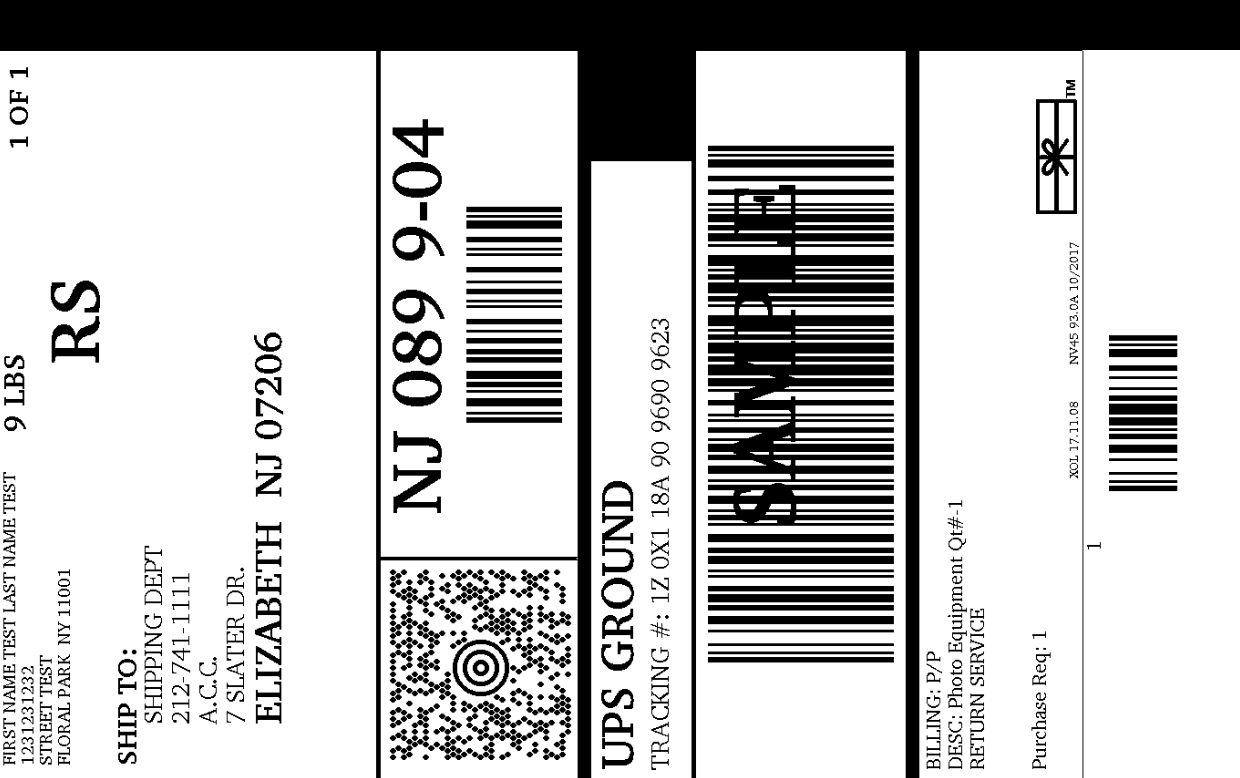 FIRST NAME TEST LAST NAME TEST
1231231232
STREET TEST
FLORAL PARK NY 11001
9 LBS
1 OF 1
RS
SHIP TO:
SHIPPING DEPT
212-741-1111
A.C.C.
7 SLATER DR.
ELIZABETH NJ 07206
NJ 089 9-04
UPS GROUND
TRACKING #: 1Z 0X1 18A 90 9690 9623
SAMPLE
BILLING: P/P
DESC: Photo Equipment Qt#-1
RETURN SERVICE
Purchase Req: 1
XOL 17.11.08 NV45 93.0A 10/2017
TM
1